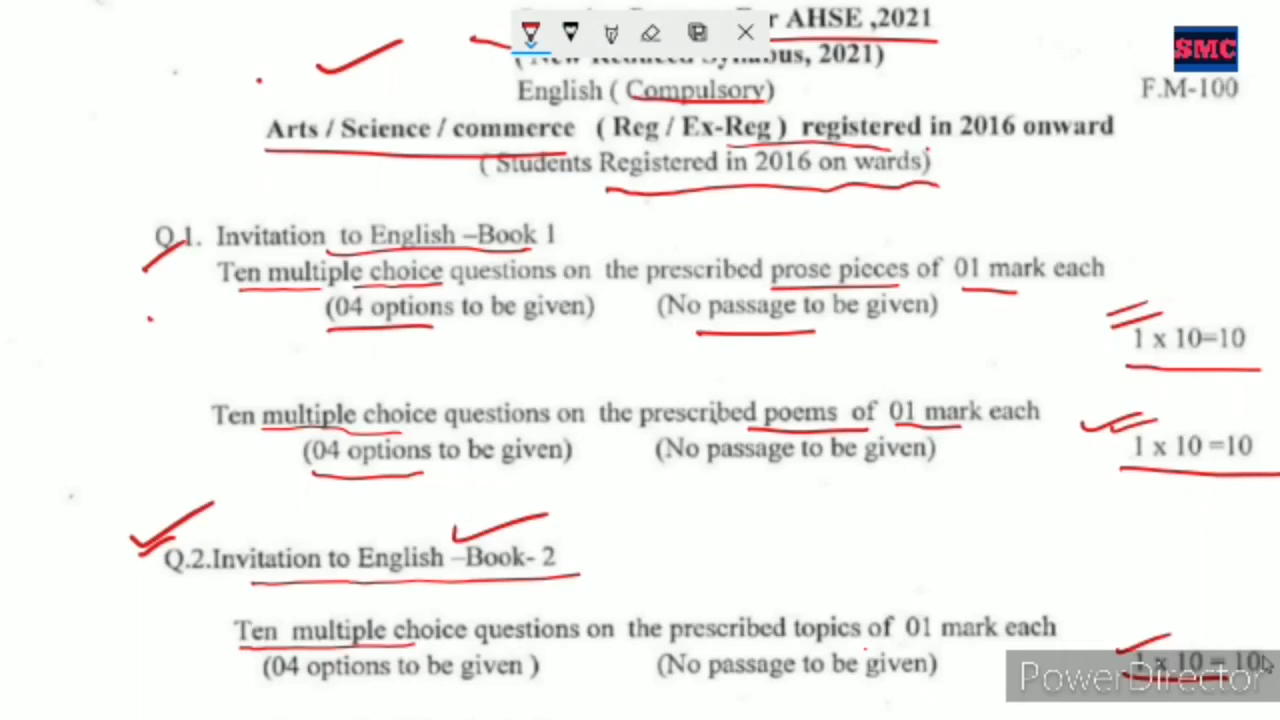 r AHSE ,2021
SMC
bus, 2021)
English ( Compulsory)
F.M-100
Arts / Science / commerce ( Reg / Ex-Reg ) registered in 2016 onward
( Students Registered in 2016 on wards)
Q.1. Invitation to English –Book 1
Ten multiple choice questions on the prescribed prose pieces of 01 mark each
(04 options to be given) (No passage to be given)
1 x 10=10
Ten multiple choice questions on the prescribed poems of 01 mark each
(04 options to be given) (No passage to be given)
1 x 10 =10
Q.2.Invitation to English –Book- 2
Ten multiple choice questions on the prescribed topics of 01 mark each
(04 options to be given ) (No passage to be given)
1 x 10 = 10
PowerDirector